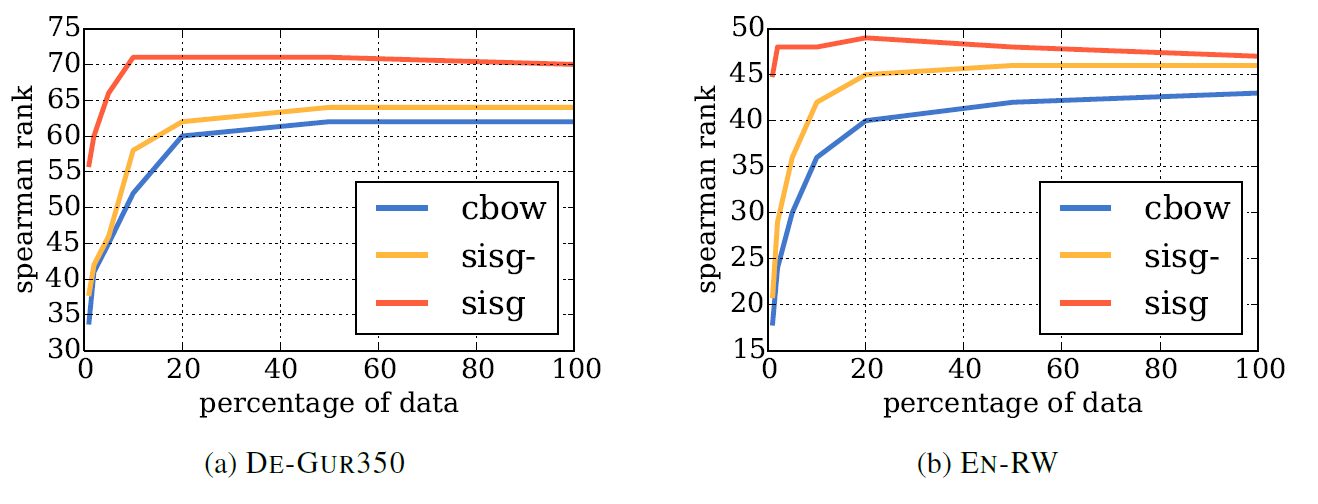 75
70
65
60
55
50
45
40
35
30
spearman rank
0 20 40 60 80 100
percentage of data
cbow
sisg-
sisg
(a) DE-GUR350
50
45
40
35
30
25
20
15
spearman rank
0 20 40 60 80 100
percentage of data
cbow
sisg-
sisg
(b) EN-RW